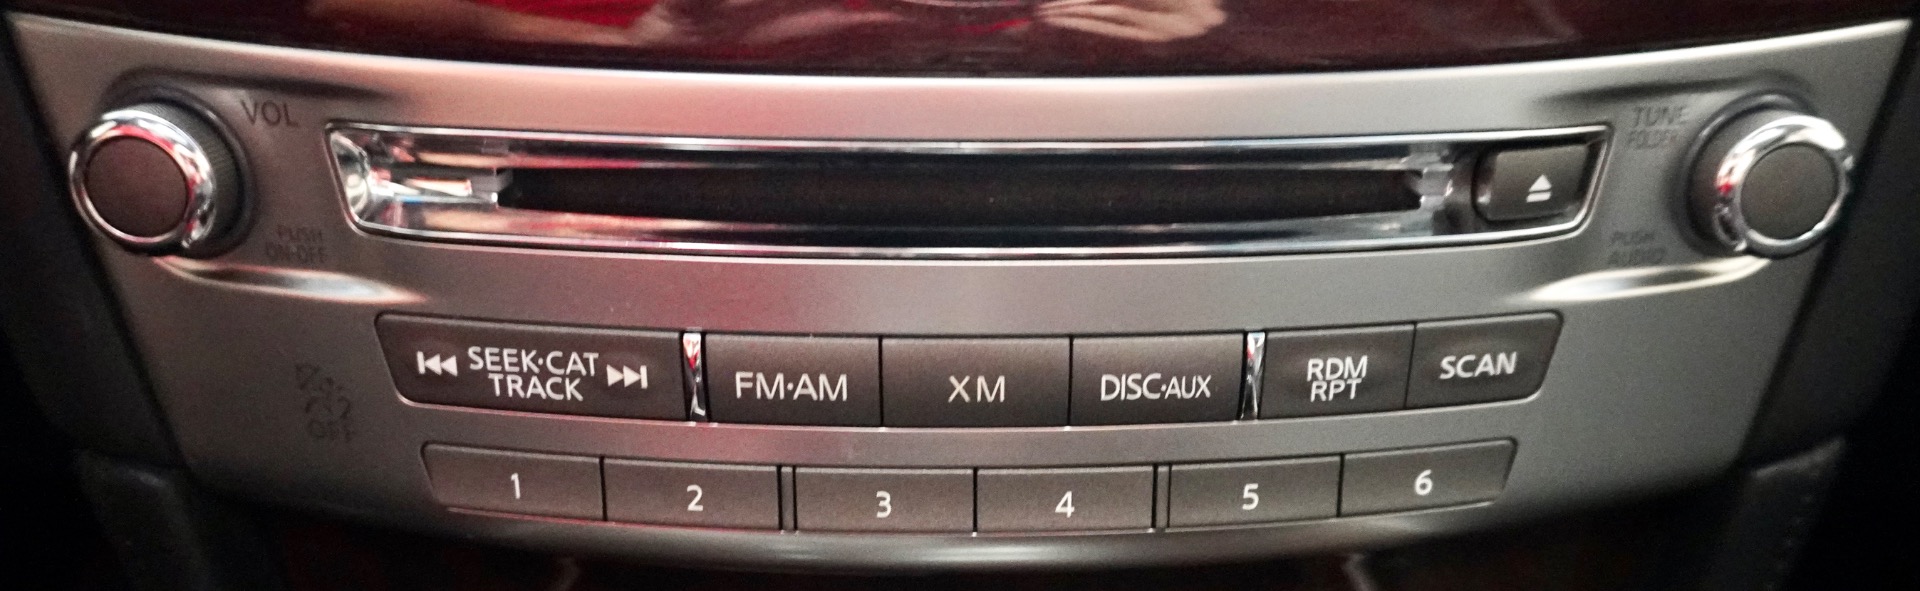 VOL
TUNE
FOLDER
PUSH
ON·OFF
PUSH
AUDIO
SEEK·CAT
TRACK
FM·AM
XM
DISC·AUX
RDM
RPT
SCAN
OFF
1
2
3
4
5
6